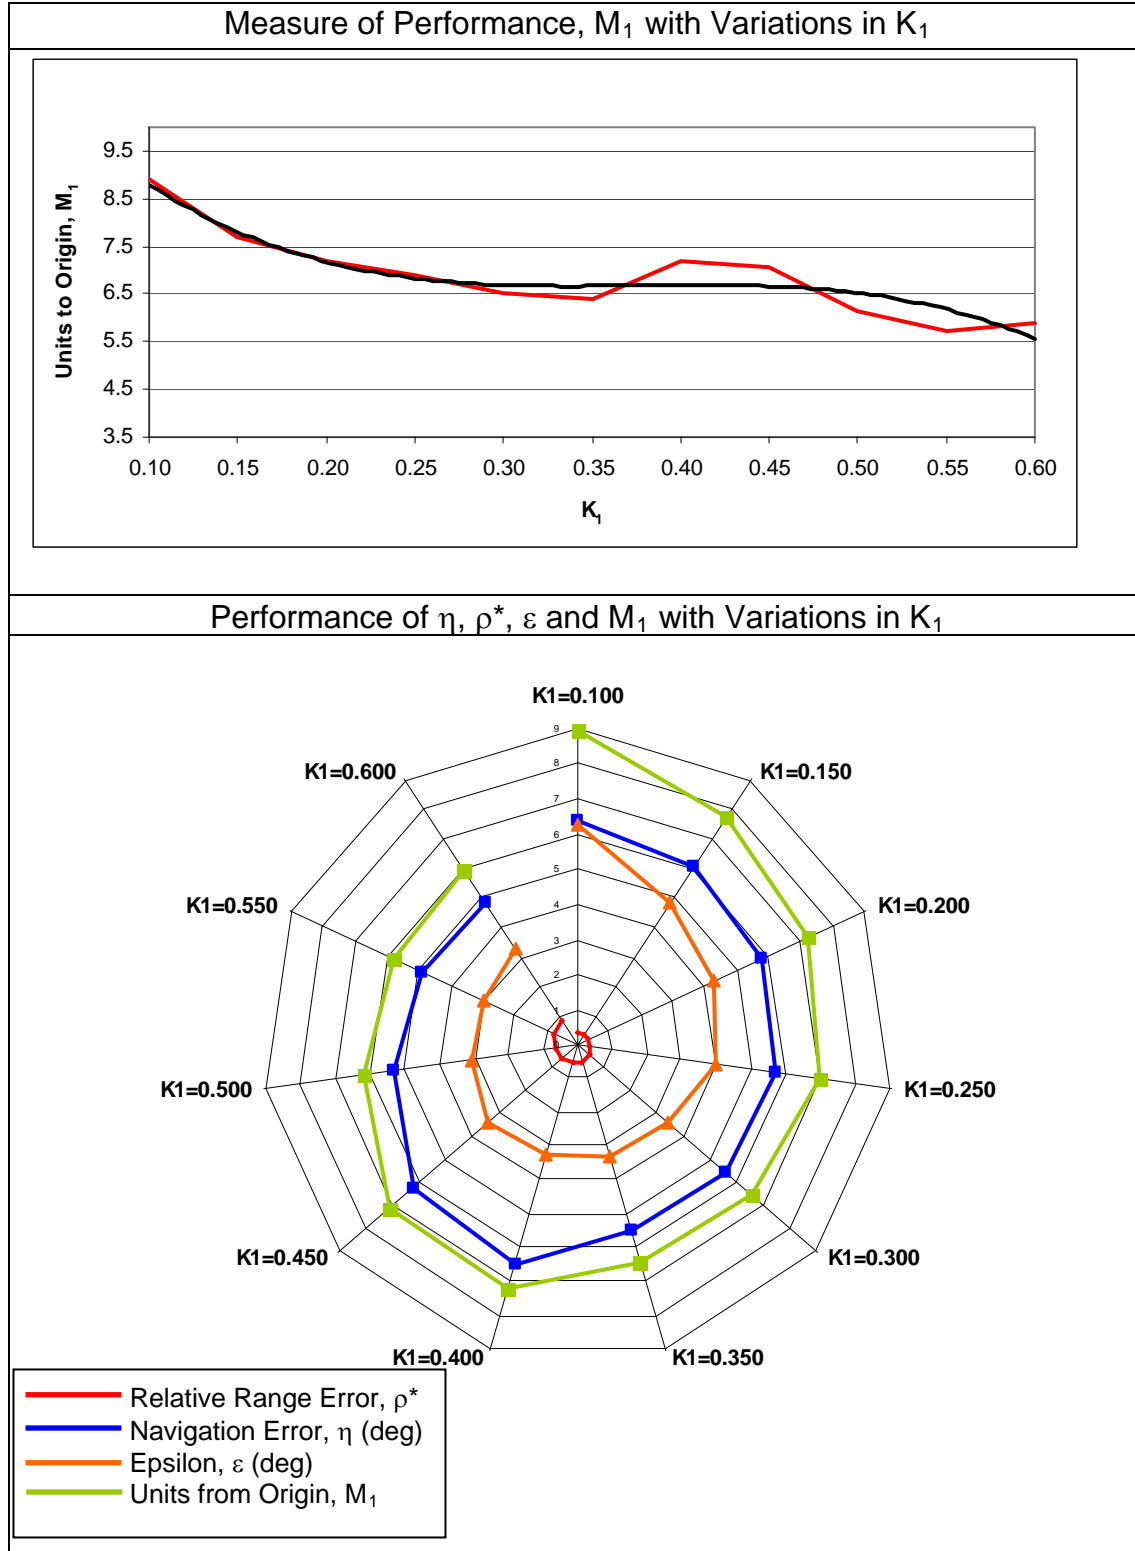 Measure of Performance, M₁ with Variations in K₁
Units to Origin, M₁
9.5
8.5
7.5
6.5
5.5
4.5
3.5
0.10 0.15 0.20 0.25 0.30 0.35 0.40 0.45 0.50 0.55 0.60
K₁
Performance of η, ρ*, ε and M₁ with Variations in K₁
K1=0.100
K1=0.600
K1=0.150
K1=0.550
K1=0.200
K1=0.500
K1=0.250
K1=0.450
K1=0.300
K1=0.400
K1=0.350
9
8
7
6
5
4
3
2
1
0
Relative Range Error, ρ*
Navigation Error, η (deg)
Epsilon, ε (deg)
Units from Origin, M₁